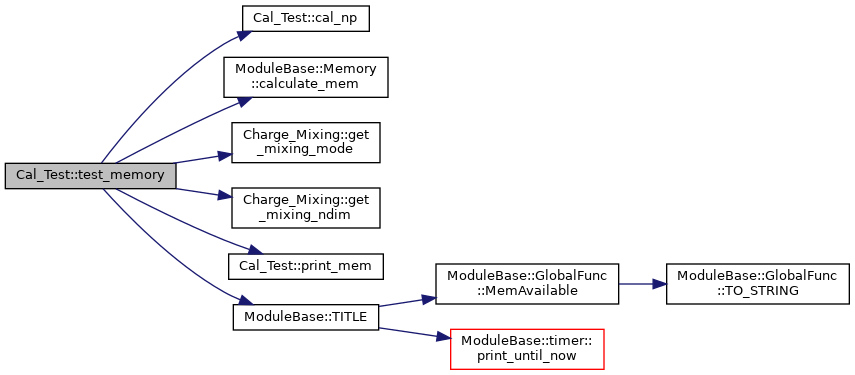 Cal_Test::cal_np
ModuleBase::Memory
::calculate_mem
Charge_Mixing::get
_mixing_mode
Cal_Test::test_memory
Charge_Mixing::get
_mixing_ndim
Cal_Test::print_mem
ModuleBase::TITLE
ModuleBase::GlobalFunc
::MemAvailable
ModuleBase::GlobalFunc
::TO_STRING
ModuleBase::timer::
print_until_now